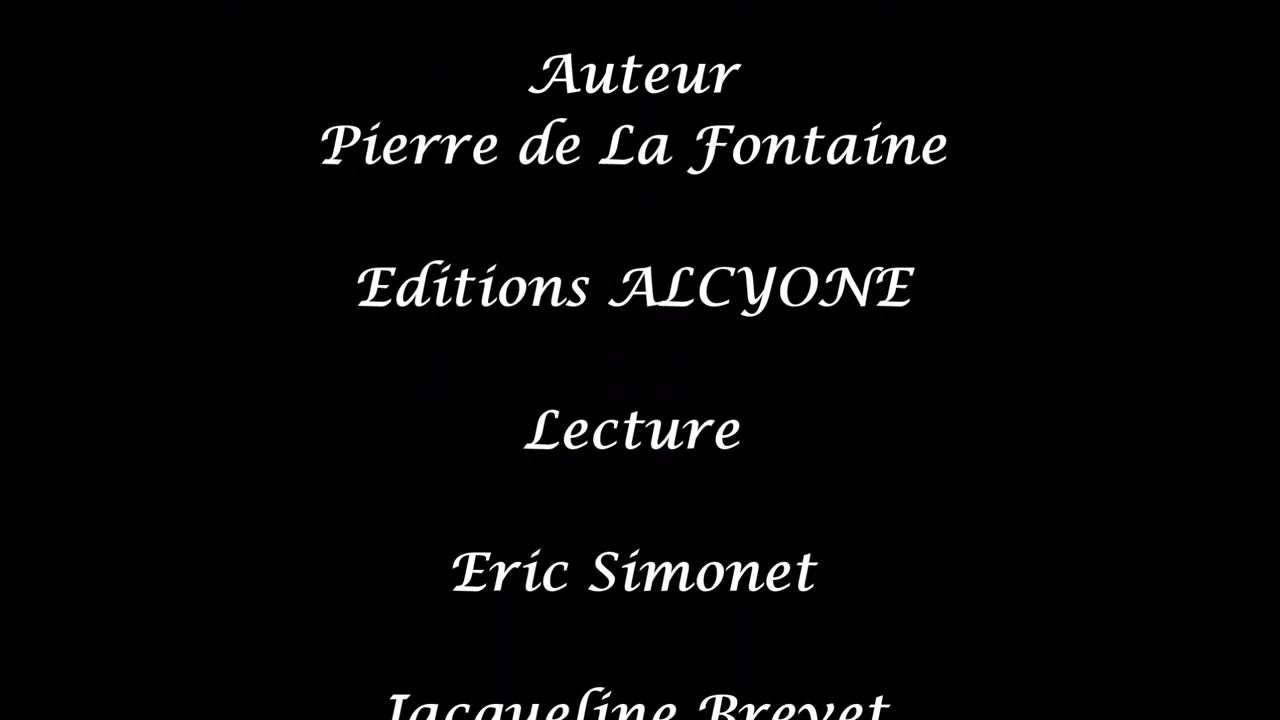 Auteur
Pierre de La Fontaine
Editions ALCYONE
Lecture
Eric Simonet
Jacqueline Brevet